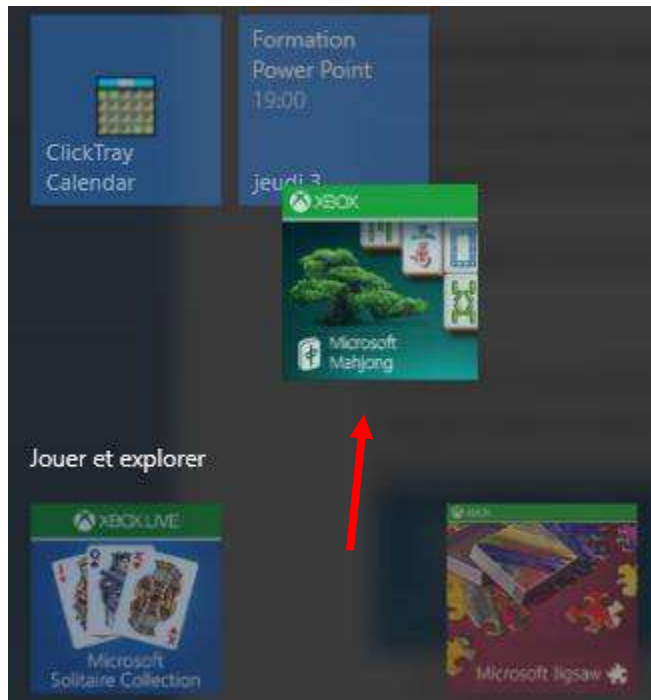 Formation
Power Point
19:00
ClickTray
Calendar
jeudi 3
XBOX
萬
Microsoft
Mahjong
Jouer et explorer
XBOX LIVE
Microsoft
Solitaire Collection
XBOX
Microsoft Jigsaw